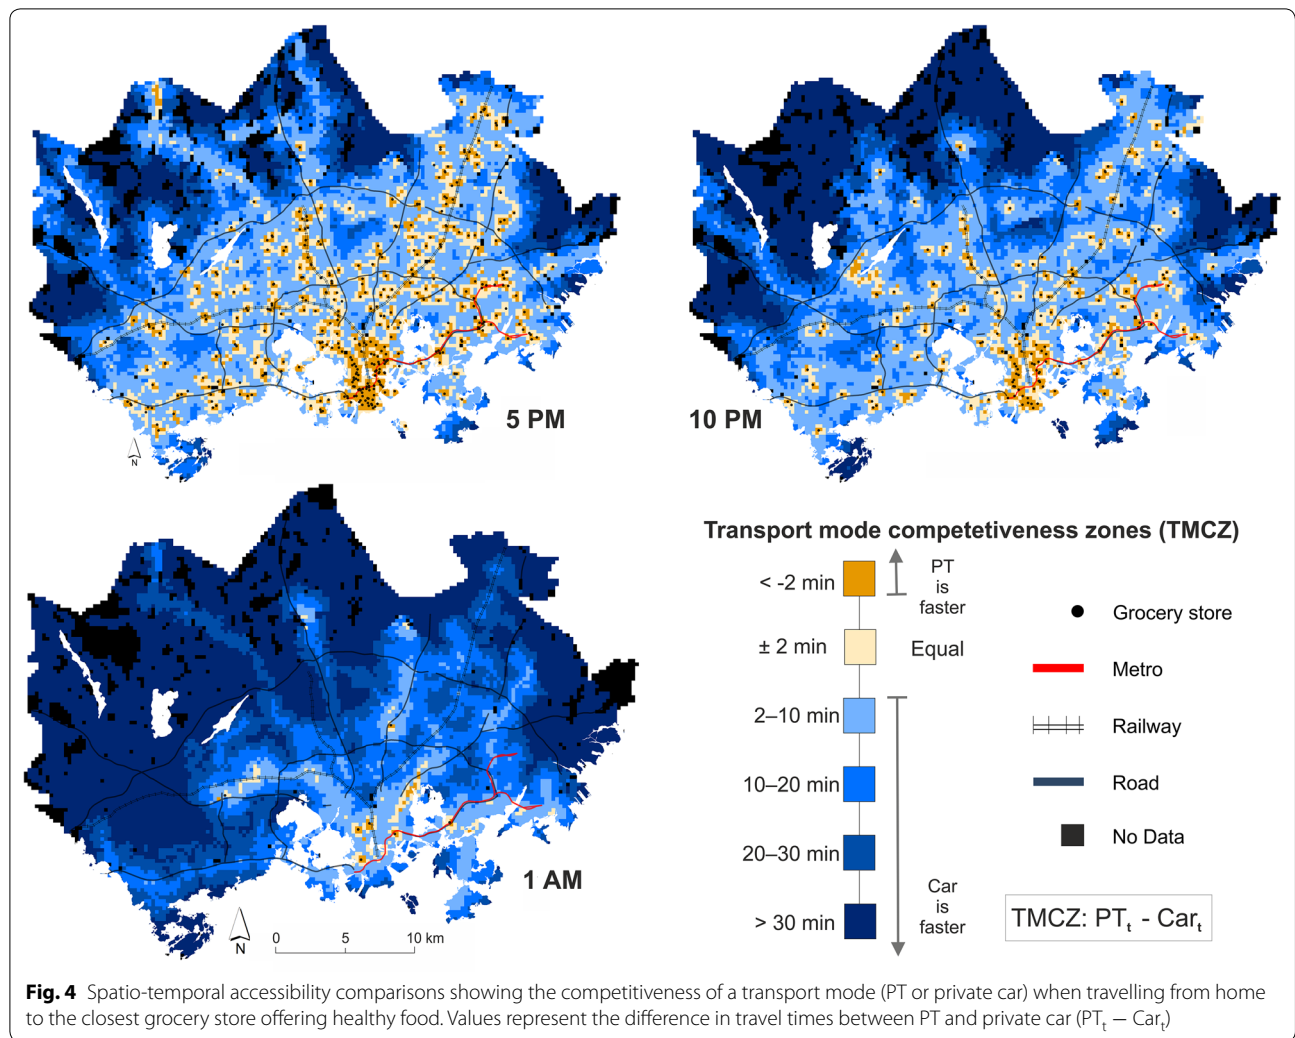 5 PM
10 PM
N
1 AM
N
0 5 10 km
Transport mode competetiveness zones (TMCZ)
< -2 min
PT
is
faster
± 2 min
Equal
2–10 min
10–20 min
20–30 min
> 30 min
Car
is
faster
Grocery store
Metro
Railway
Road
No Data
TMCZ: PTt - Cart
Fig. 4 Spatio-temporal accessibility comparisons showing the competitiveness of a transport mode (PT or private car) when travelling from home
to the closest grocery store offering healthy food. Values represent the difference in travel times between PT and private car (PTt − Cart)